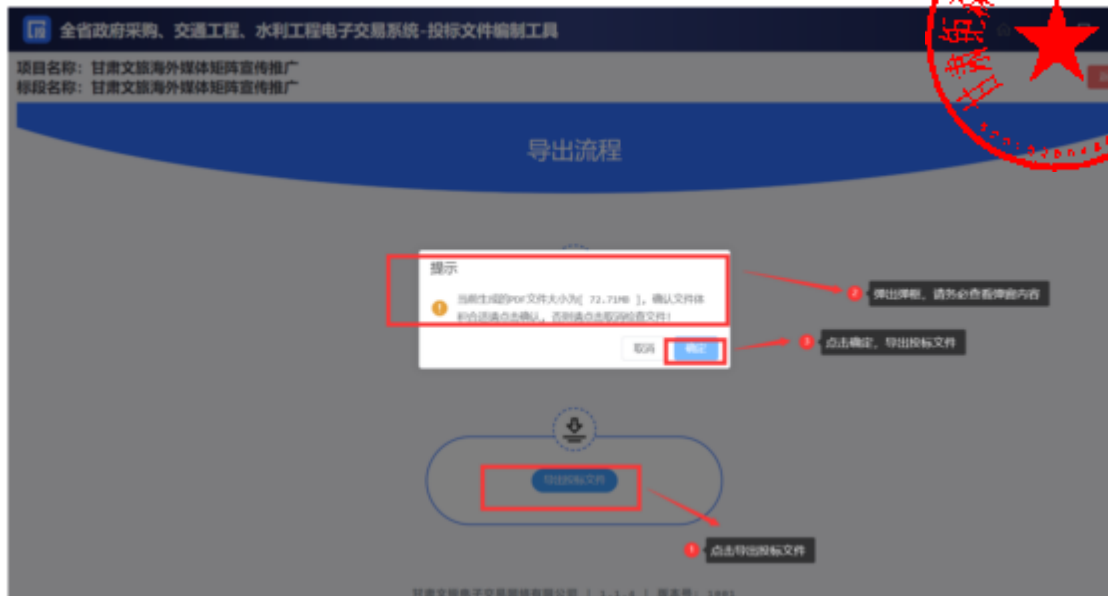 全省政府采购、交通工程、水利工程电子交易系统-投标文件编制工具
项目名称：甘肃文旅海外媒体矩阵宣传推广
标段名称：甘肃文旅海外媒体矩阵宣传推广
导出流程
提示
当前生成的PDF文件大小为[ 72.71MB ]，确认文件体
积合适请点击确认，否则请点击取消检查文件！
取消 确定
2 弹出弹框，请务必查看弹窗内容
3 点击确定，导出投标文件
导出投标文件
1 点击导出投标文件